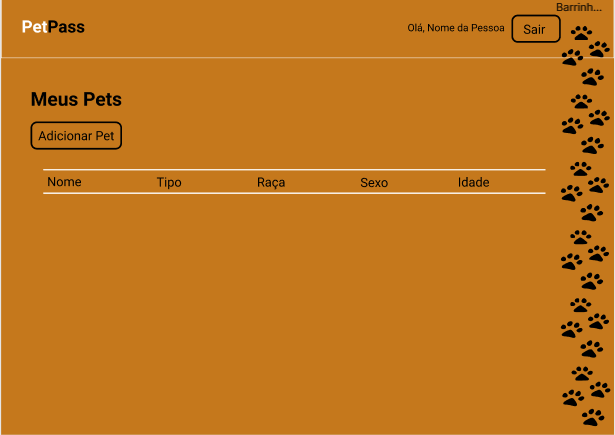 Barrinh...
PetPass
Olá, Nome da Pessoa
Sair
Meus Pets
Adicionar Pet
Nome Tipo Raça Sexo Idade